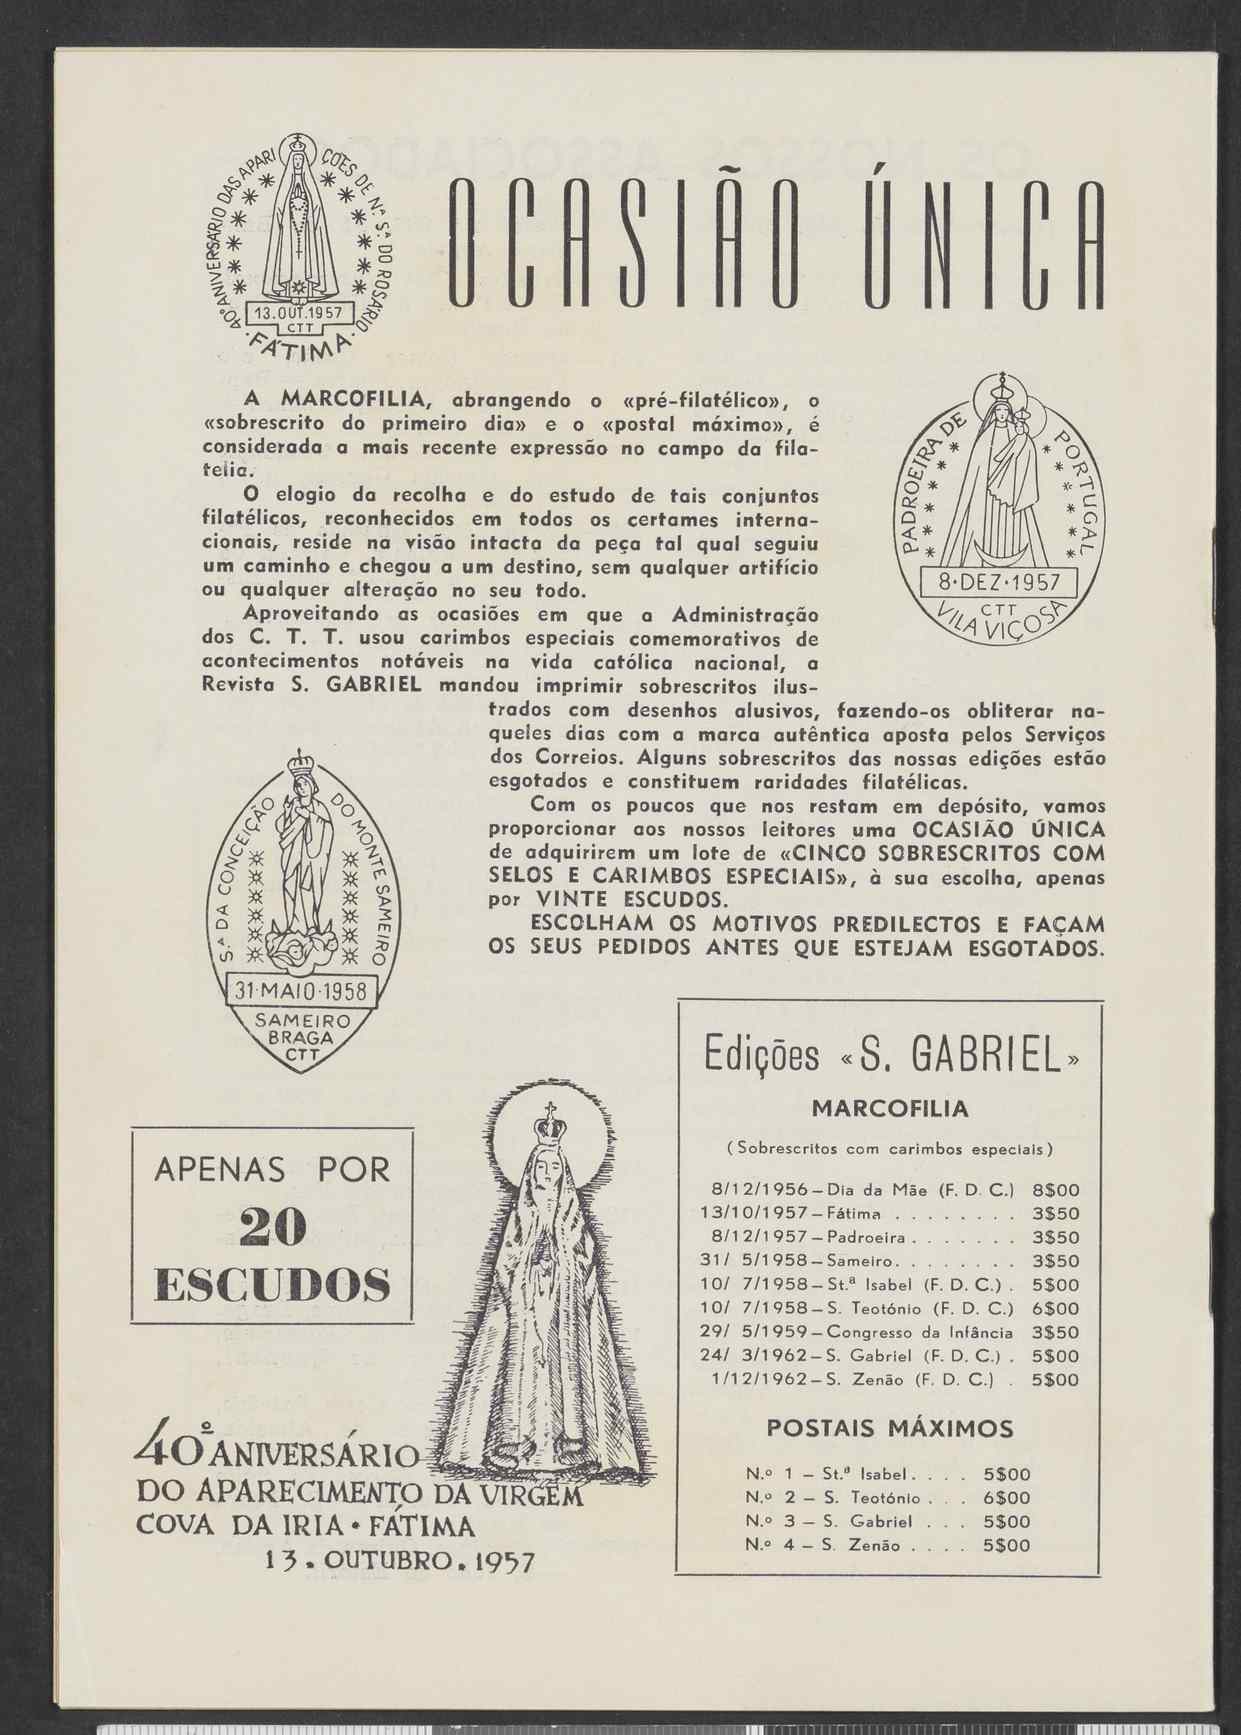 40º ANIVERSÁRIO DAS APARIÇÕES DE N.ª S.ª DO ROSÁRIO
13.OUT.1957
CTT
·FÁTIMA·
OCASIÃO ÚNICA
A MARCOFILIA, abrangendo o «pré-filatélico», o
«sobrescrito do primeiro dia» e o «postal máximo», é
considerada a mais recente expressão no campo da fila-
telia.
O elogio da recolha e do estudo de tais conjuntos
filatélicos, reconhecidos em todos os certames interna-
cionais, reside na visão intacta da peça tal qual seguiu
um caminho e chegou a um destino, sem qualquer artifício
ou qualquer alteração no seu todo.
Aproveitando as ocasiões em que a Administração
dos C. T. T. usou carimbos especiais comemorativos de
acontecimentos notáveis na vida católica nacional, a
Revista S. GABRIEL mandou imprimir sobrescritos ilus-
trados com desenhos alusivos, fazendo-os obliterar na-
queles dias com a marca autêntica aposta pelos Serviços
dos Correios. Alguns sobrescritos das nossas edições estão
esgotados e constituem raridades filatélicas.
Com os poucos que nos restam em depósito, vamos
proporcionar aos nossos leitores uma OCASIÃO ÚNICA
de adquirirem um lote de «CINCO SOBRESCRITOS COM
SELOS E CARIMBOS ESPECIAIS», à sua escolha, apenas
por VINTE ESCUDOS.
ESCOLHAM OS MOTIVOS PREDILECTOS E FAÇAM
OS SEUS PEDIDOS ANTES QUE ESTEJAM ESGOTADOS.
PADROEIRA DE PORTUGAL
8·DEZ·1957
CTT
VILA VIÇOSA
S.ª DA CONCEIÇÃO DO MONTE SAMEIRO
31·MAIO·1958
SAMEIRO
BRAGA
CTT
APENAS POR
20
ESCUDOS
40º ANIVERSÁRIO
DO APARECIMENTO DA VIRGEM
COVA DA IRIA • FÁTIMA
13. OUTUBRO. 1957
Edições «S. GABRIEL»
MARCOFILIA
(Sobrescritos com carimbos especiais)
8/12/1956—Dia da Mãe (F. D. C.) 8$00
13/10/1957—Fátima . . . . . . . . 3$50
8/12/1957—Padroeira . . . . . . . 3$50
31/ 5/1958—Sameiro. . . . . . . . 3$50
10/ 7/1958—St.ª Isabel (F. D. C.) . 5$00
10/ 7/1958—S. Teotónio (F. D. C.) 6$00
29/ 5/1959—Congresso da Infância 3$50
24/ 3/1962—S. Gabriel (F. D. C.) . 5$00
1/12/1962—S. Zenão (F. D. C.) . 5$00
POSTAIS MÁXIMOS
N.º 1 — St.ª Isabel. . . . 5$00
N.º 2 — S. Teotónio . . . 6$00
N.º 3 — S. Gabriel . . . 5$00
N.º 4 — S. Zenão . . . . 5$00